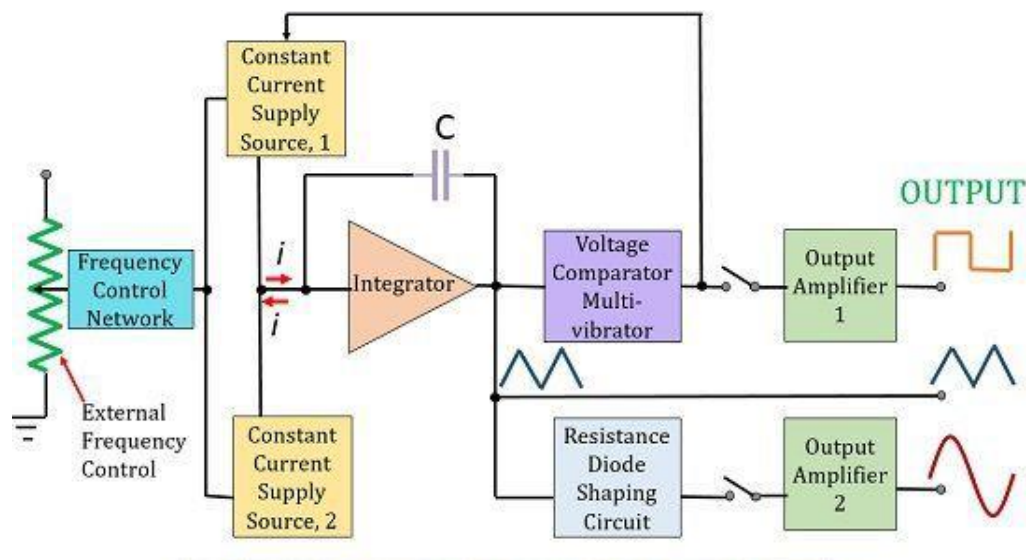 Constant
Current
Supply
Source, 1
C
OUTPUT
i
i
Frequency
Control
Network
Integrator
Voltage
Comparator
Multi-
vibrator
Output
Amplifier
1
External
Frequency
Control
Constant
Current
Supply
Source, 2
Resistance
Diode
Shaping
Circuit
Output
Amplifier
2